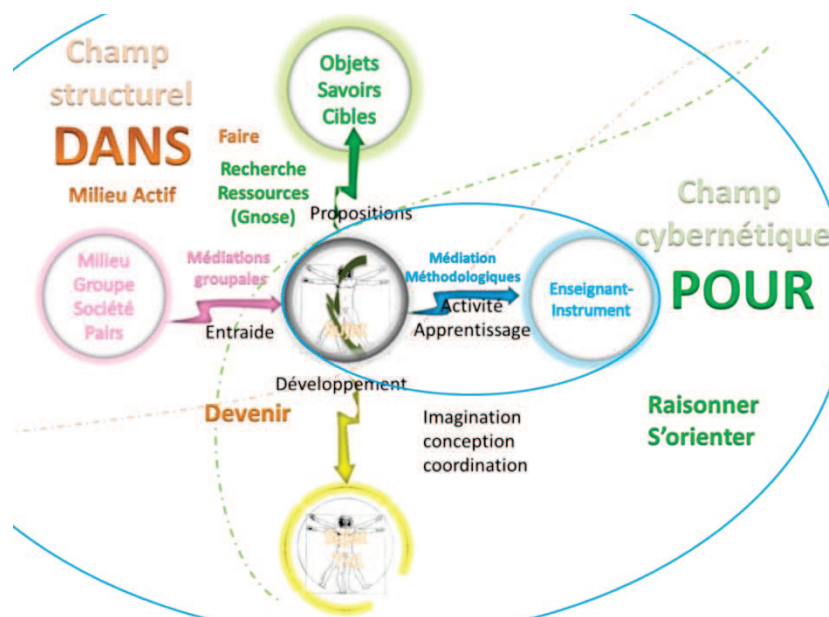 Champ
structurel
DANS
Milieu Actif
Objets
Savoirs
Cibles
Faire
Recherche
Ressources
(Gnose)
Propositions
Champ
cybernétique
POUR
Milieu
Groupe
Société
Pairs
Médiations
groupales
Entraide
Médiation
Méthodologiques
Activité
Apprentissage
Enseignant-
Instrument
Développement
Devenir
Imagination
conception
coordination
Raisonner
S'orienter